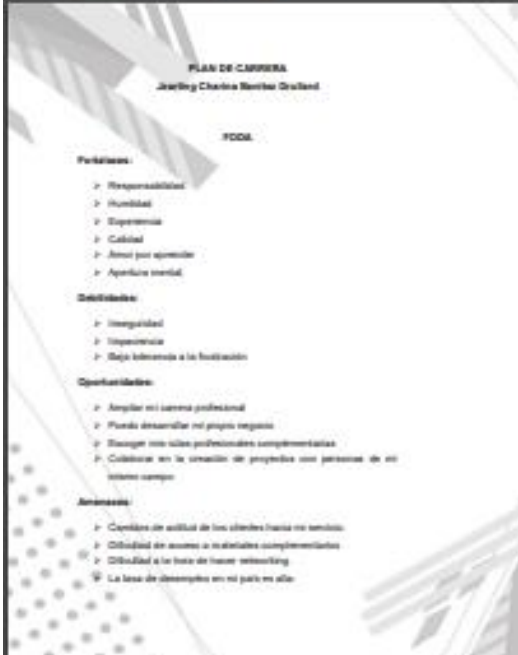 PLAN DE CARRERA
Jearling Charina Benitez Grullard
FODA
Fortalezas:
➢ Responsabilidad
➢ Humildad
➢ Experiencia
➢ Calidad
➢ Amor por aprender
➢ Apertura mental
Debilidades:
➢ Inseguridad
➢ Impaciencia
➢ Baja tolerancia a la frustración
Oportunidades:
➢ Ampliar mi carrera profesional
➢ Puedo desarrollar mi propio negocio
➢ Escoger mis rutas profesionales complementarias
➢ Colaborar en la creación de proyectos con personas de mi
mismo campo
Amenazas:
➢ Cambios de actitud de los clientes hacia mi servicio
➢ Dificultad de acceso a materiales complementarios
➢ Dificultad a la hora de hacer networking
➢ La tasa de desempleo en mi país es alta